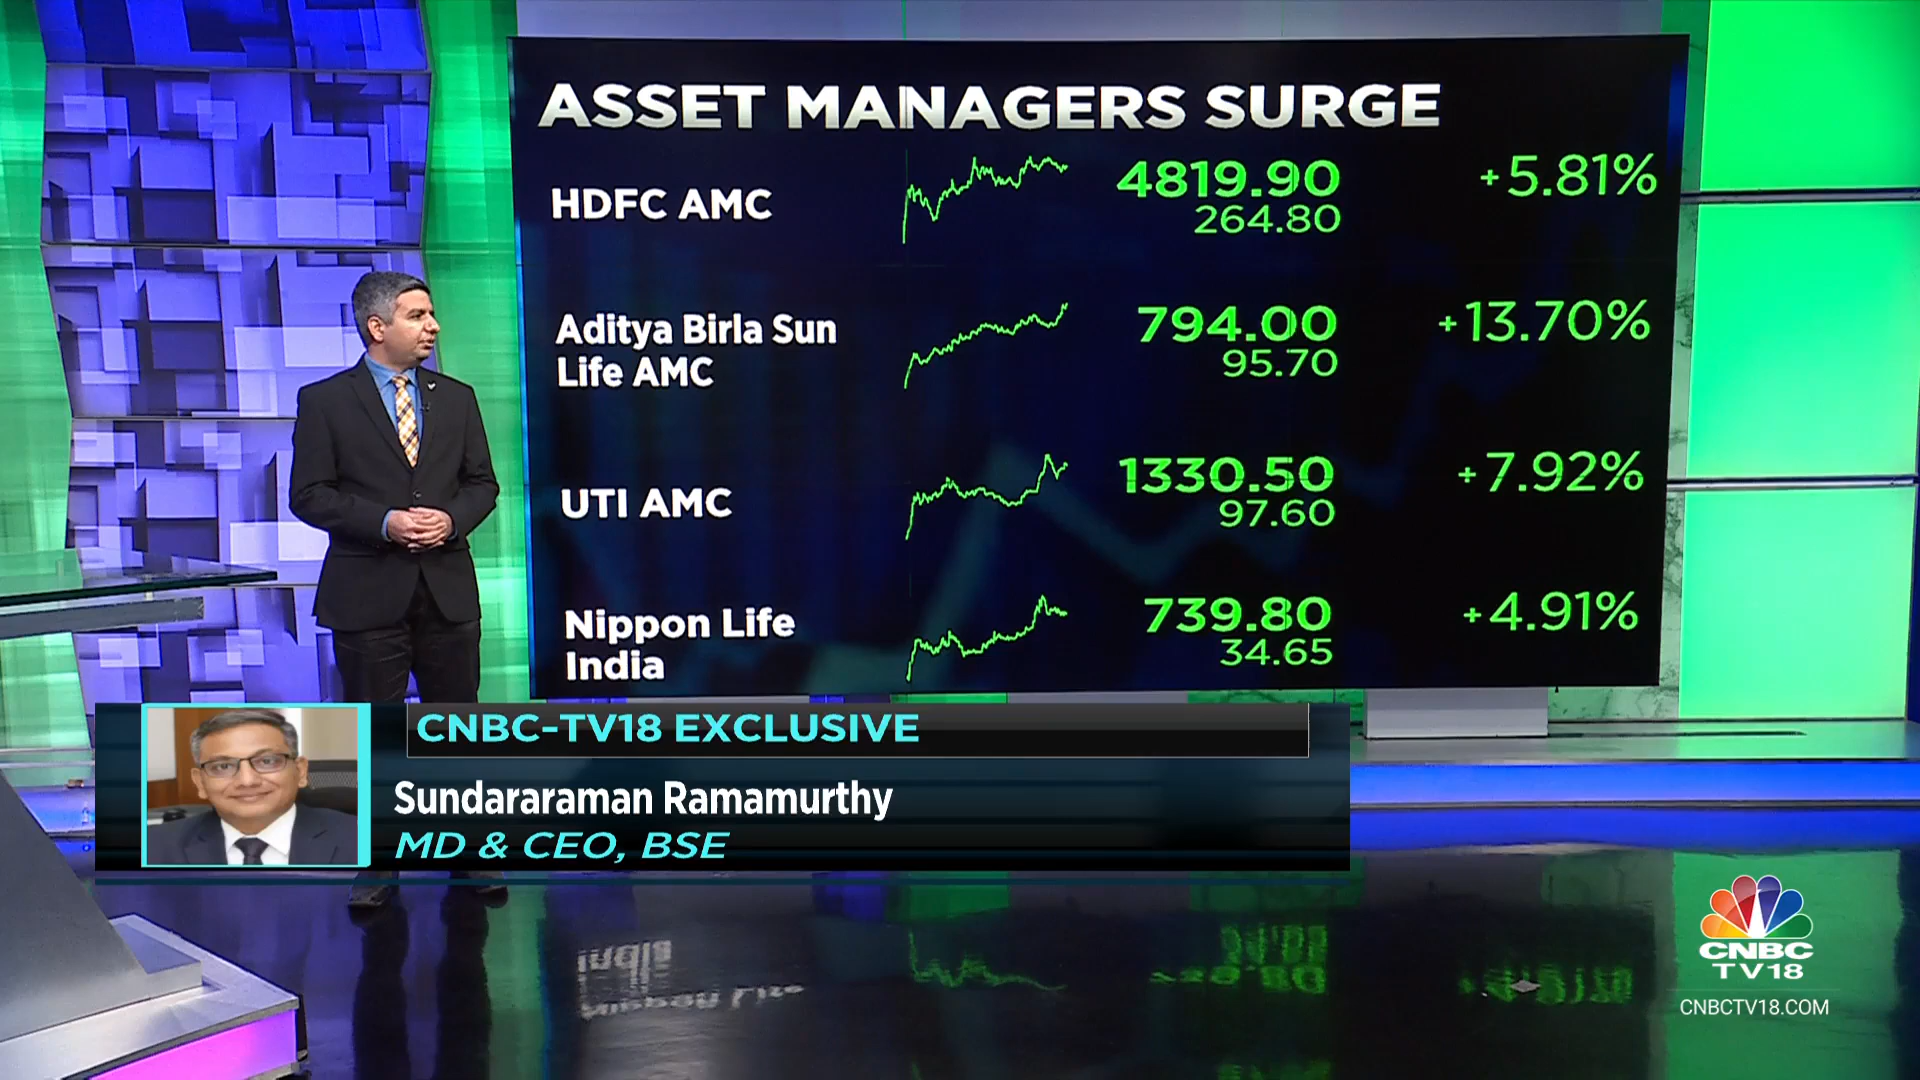 ASSET MANAGERS SURGE
HDFC AMC
4819.90
+5.81%
264.80
Aditya Birla Sun
Life AMC
794.00
+13.70%
95.70
UTI AMC
1330.50
+7.92%
97.60
Nippon Life
India
739.80
+4.91%
34.65
CNBC-TV18 EXCLUSIVE
Sundararaman Ramamurthy
MD & CEO, BSE
CNBC
TV18
CNBCTV18.COM